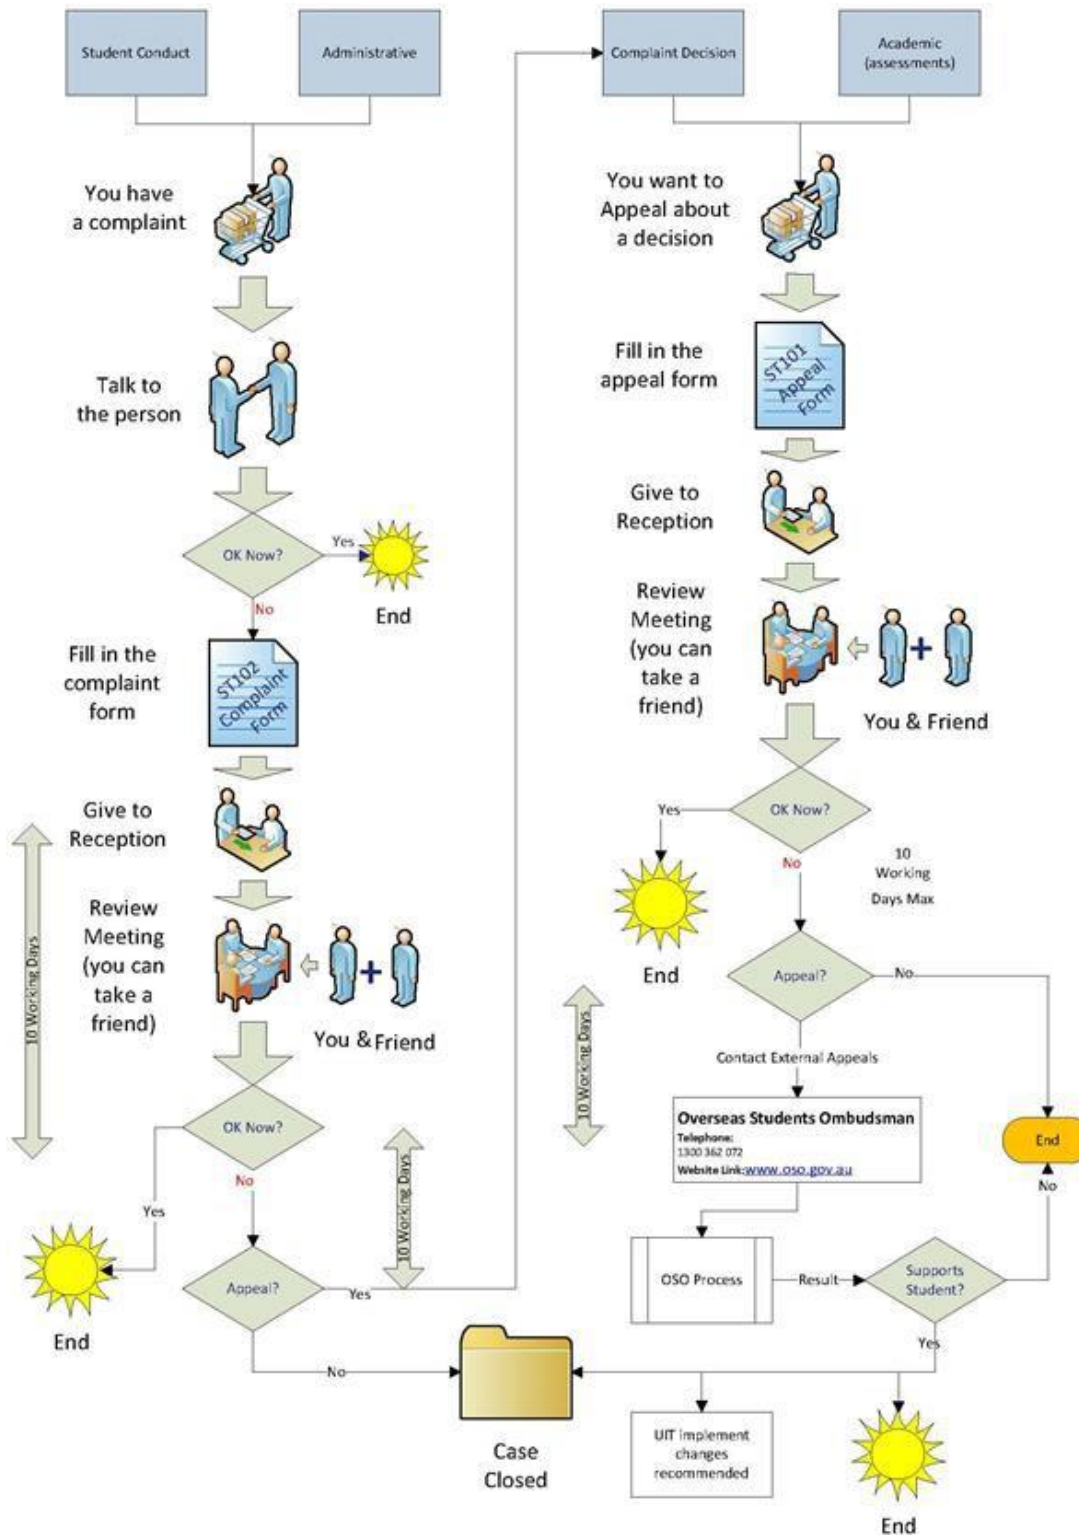 Student Conduct
Administrative
Complaint Decision
Academic
(assessments)
You have
a complaint
You want to
Appeal about
a decision
Talk to
the person
Fill in the
appeal form
ST101
Appeal
Form
OK Now?
Yes
End
No
Give to
Reception
Fill in the
complaint
form
ST102
Complaint
Form
Review
Meeting
(you can
take a
friend)
You & Friend
Give to
Reception
OK Now?
Yes
No
End
10
Working
Days Max
10 Working Days
Review
Meeting
(you can
take a
friend)
You & Friend
Appeal?
No
10 Working Days
Contact External Appeals
OK Now?
Yes
No
End
10 Working Days
Overseas Students Ombudsman
Telephone:
1300 362 072
Website Link:www.oso.gov.au
End
No
Appeal?
Yes
No
OSO Process
Result
Supports
Student?
Yes
Case
Closed
UIT implement
changes
recommended
End